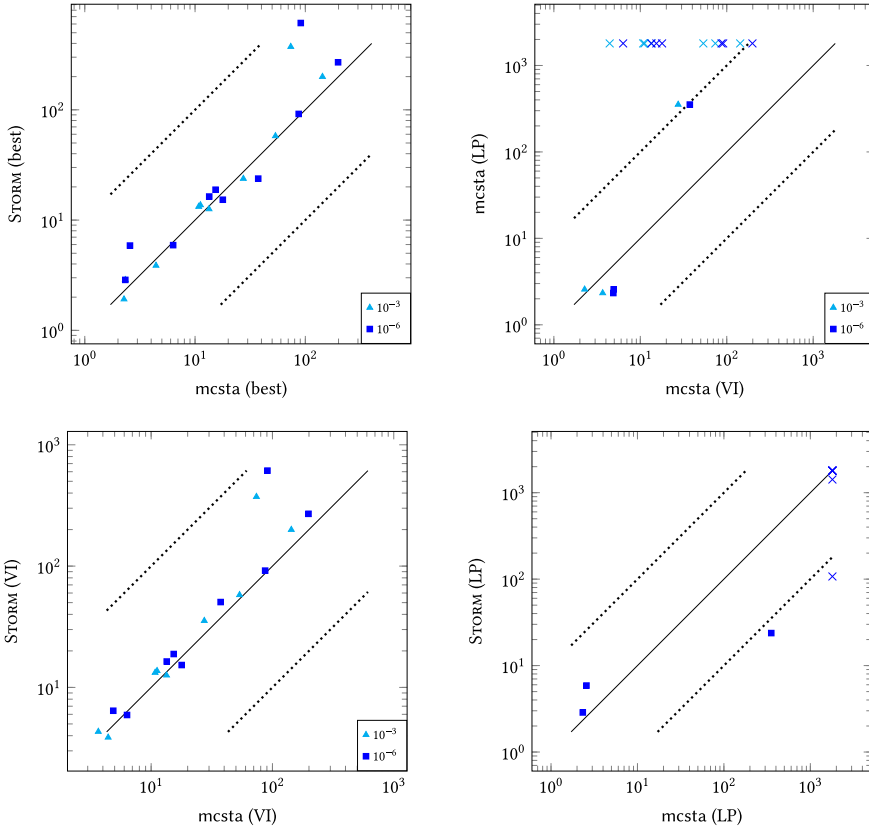 10²
10¹
10⁰
STORM (best)
10⁻³
10⁻⁶
10⁰ 10¹ 10²
mcsta (best)
10³
10²
10¹
10⁰
mcsta (LP)
10⁻³
10⁻⁶
10⁰ 10¹ 10² 10³
mcsta (VI)
10³
10²
10¹
STORM (VI)
10⁻³
10⁻⁶
10¹ 10² 10³
mcsta (VI)
10³
10²
10¹
10⁰
STORM (LP)
10⁰ 10¹ 10² 10³
mcsta (LP)